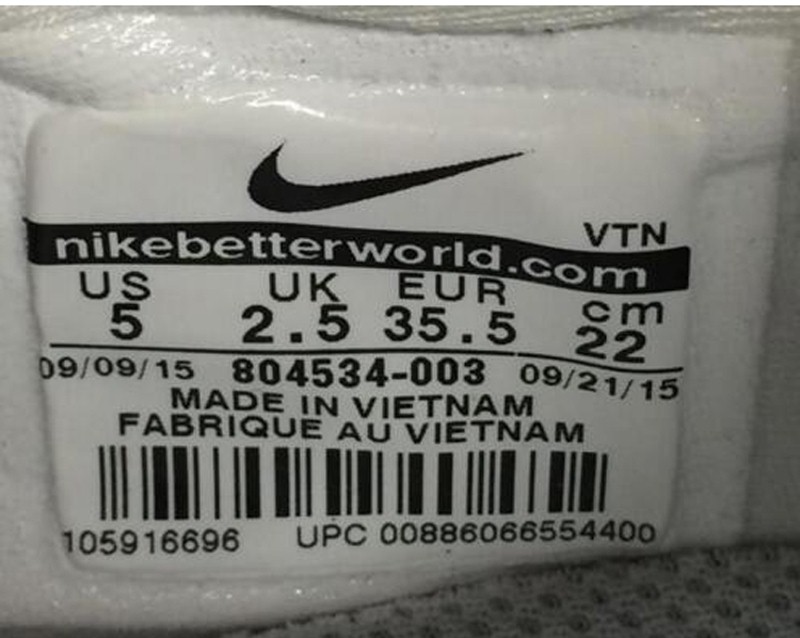 VTN
nikebetterworld.com
US UK EUR cm
5 2.5 35.5 22
09/09/15 804534-003 09/21/15
MADE IN VIETNAM
FABRIQUE AU VIETNAM
105916696 UPC 00886066554400